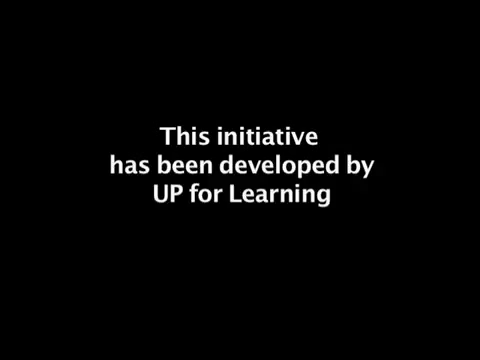 This initiative
has been developed by
UP for Learning